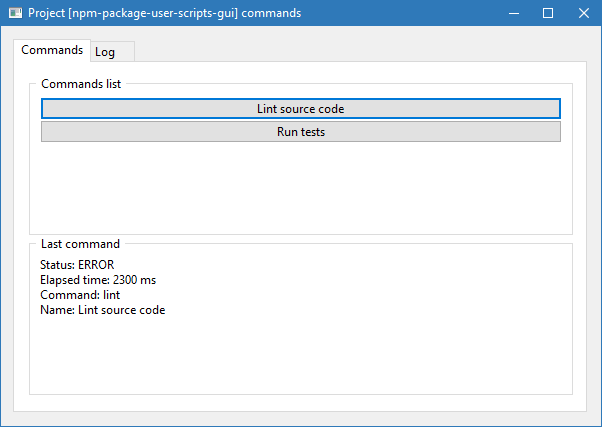 Project [npm-package-user-scripts-gui] commands
Commands Log
Commands list
Lint source code
Run tests
Last command
Status: ERROR
Elapsed time: 2300 ms
Command: lint
Name: Lint source code